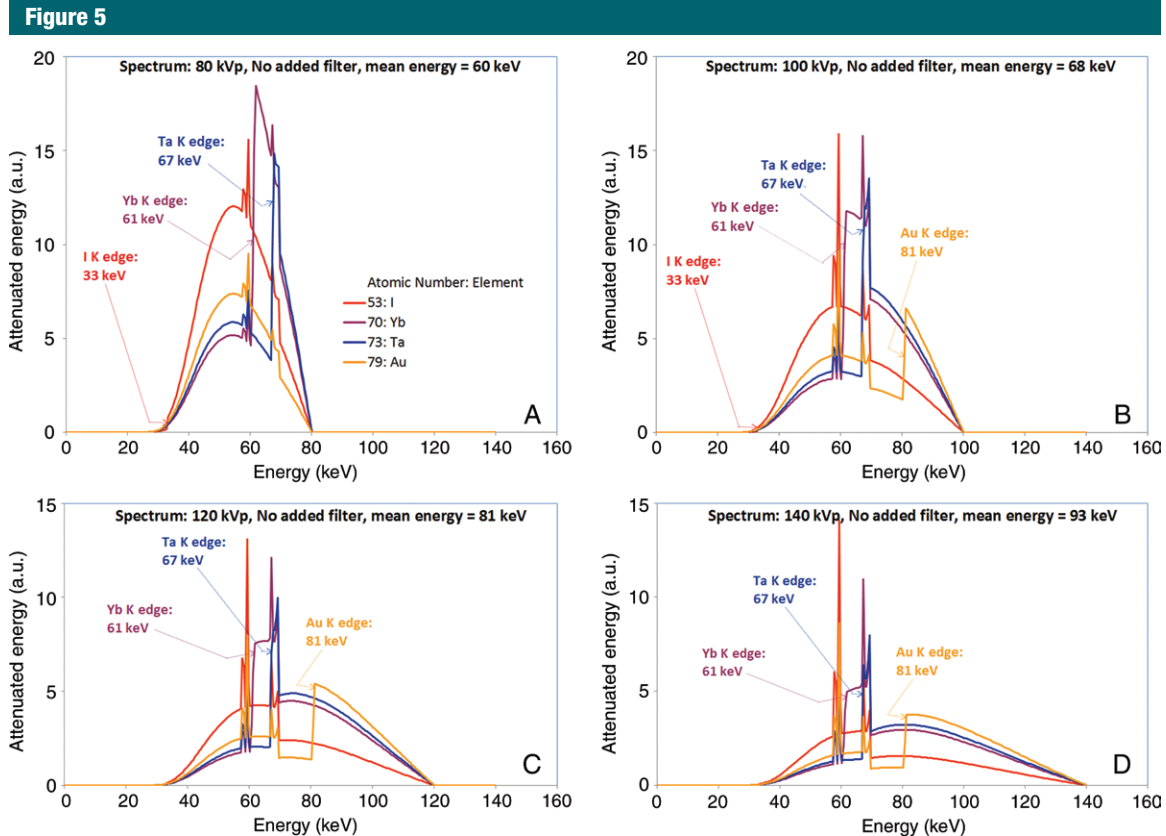 Figure 5
Spectrum: 80 kVp, No added filter, mean energy = 60 keV
20
15
10
5
0
Attenuated energy (a.u.)
Ta K edge:
67 keV
Yb K edge:
61 keV
I K edge:
33 keV
Atomic Number: Element
53: I
70: Yb
73: Ta
79: Au
A
0 20 40 60 80 100 120 140 160
Energy (keV)
Spectrum: 100 kVp, No added filter, mean energy = 68 keV
20
15
10
5
0
Attenuated energy (a.u.)
Ta K edge:
67 keV
Yb K edge:
61 keV
Au K edge:
81 keV
I K edge:
33 keV
B
0 20 40 60 80 100 120 140 160
Energy (keV)
Spectrum: 120 kVp, No added filter, mean energy = 81 keV
15
10
5
0
Attenuated energy (a.u.)
Ta K edge:
67 keV
Yb K edge:
61 keV
Au K edge:
81 keV
C
0 20 40 60 80 100 120 140 160
Energy (keV)
Spectrum: 140 kVp, No added filter, mean energy = 93 keV
15
10
5
0
Attenuated energy (a.u.)
Ta K edge:
67 keV
Yb K edge:
61 keV
Au K edge:
81 keV
D
0 20 40 60 80 100 120 140 160
Energy (keV)